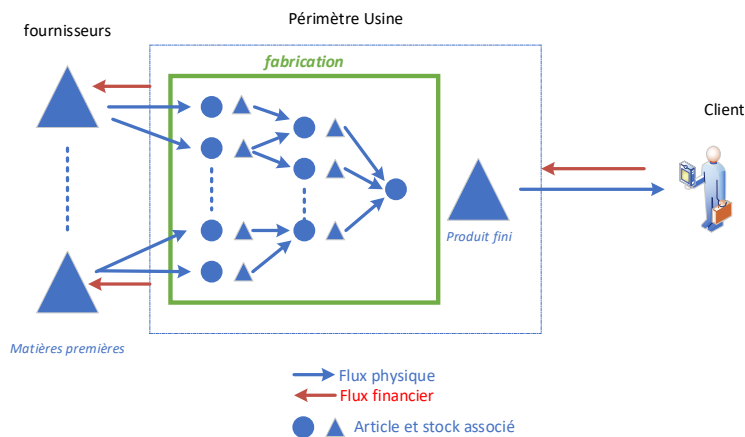 Périmètre Usine
fournisseurs
fabrication
Client
Produit fini
Matières premières
Flux physique
Flux financier
Article et stock associé